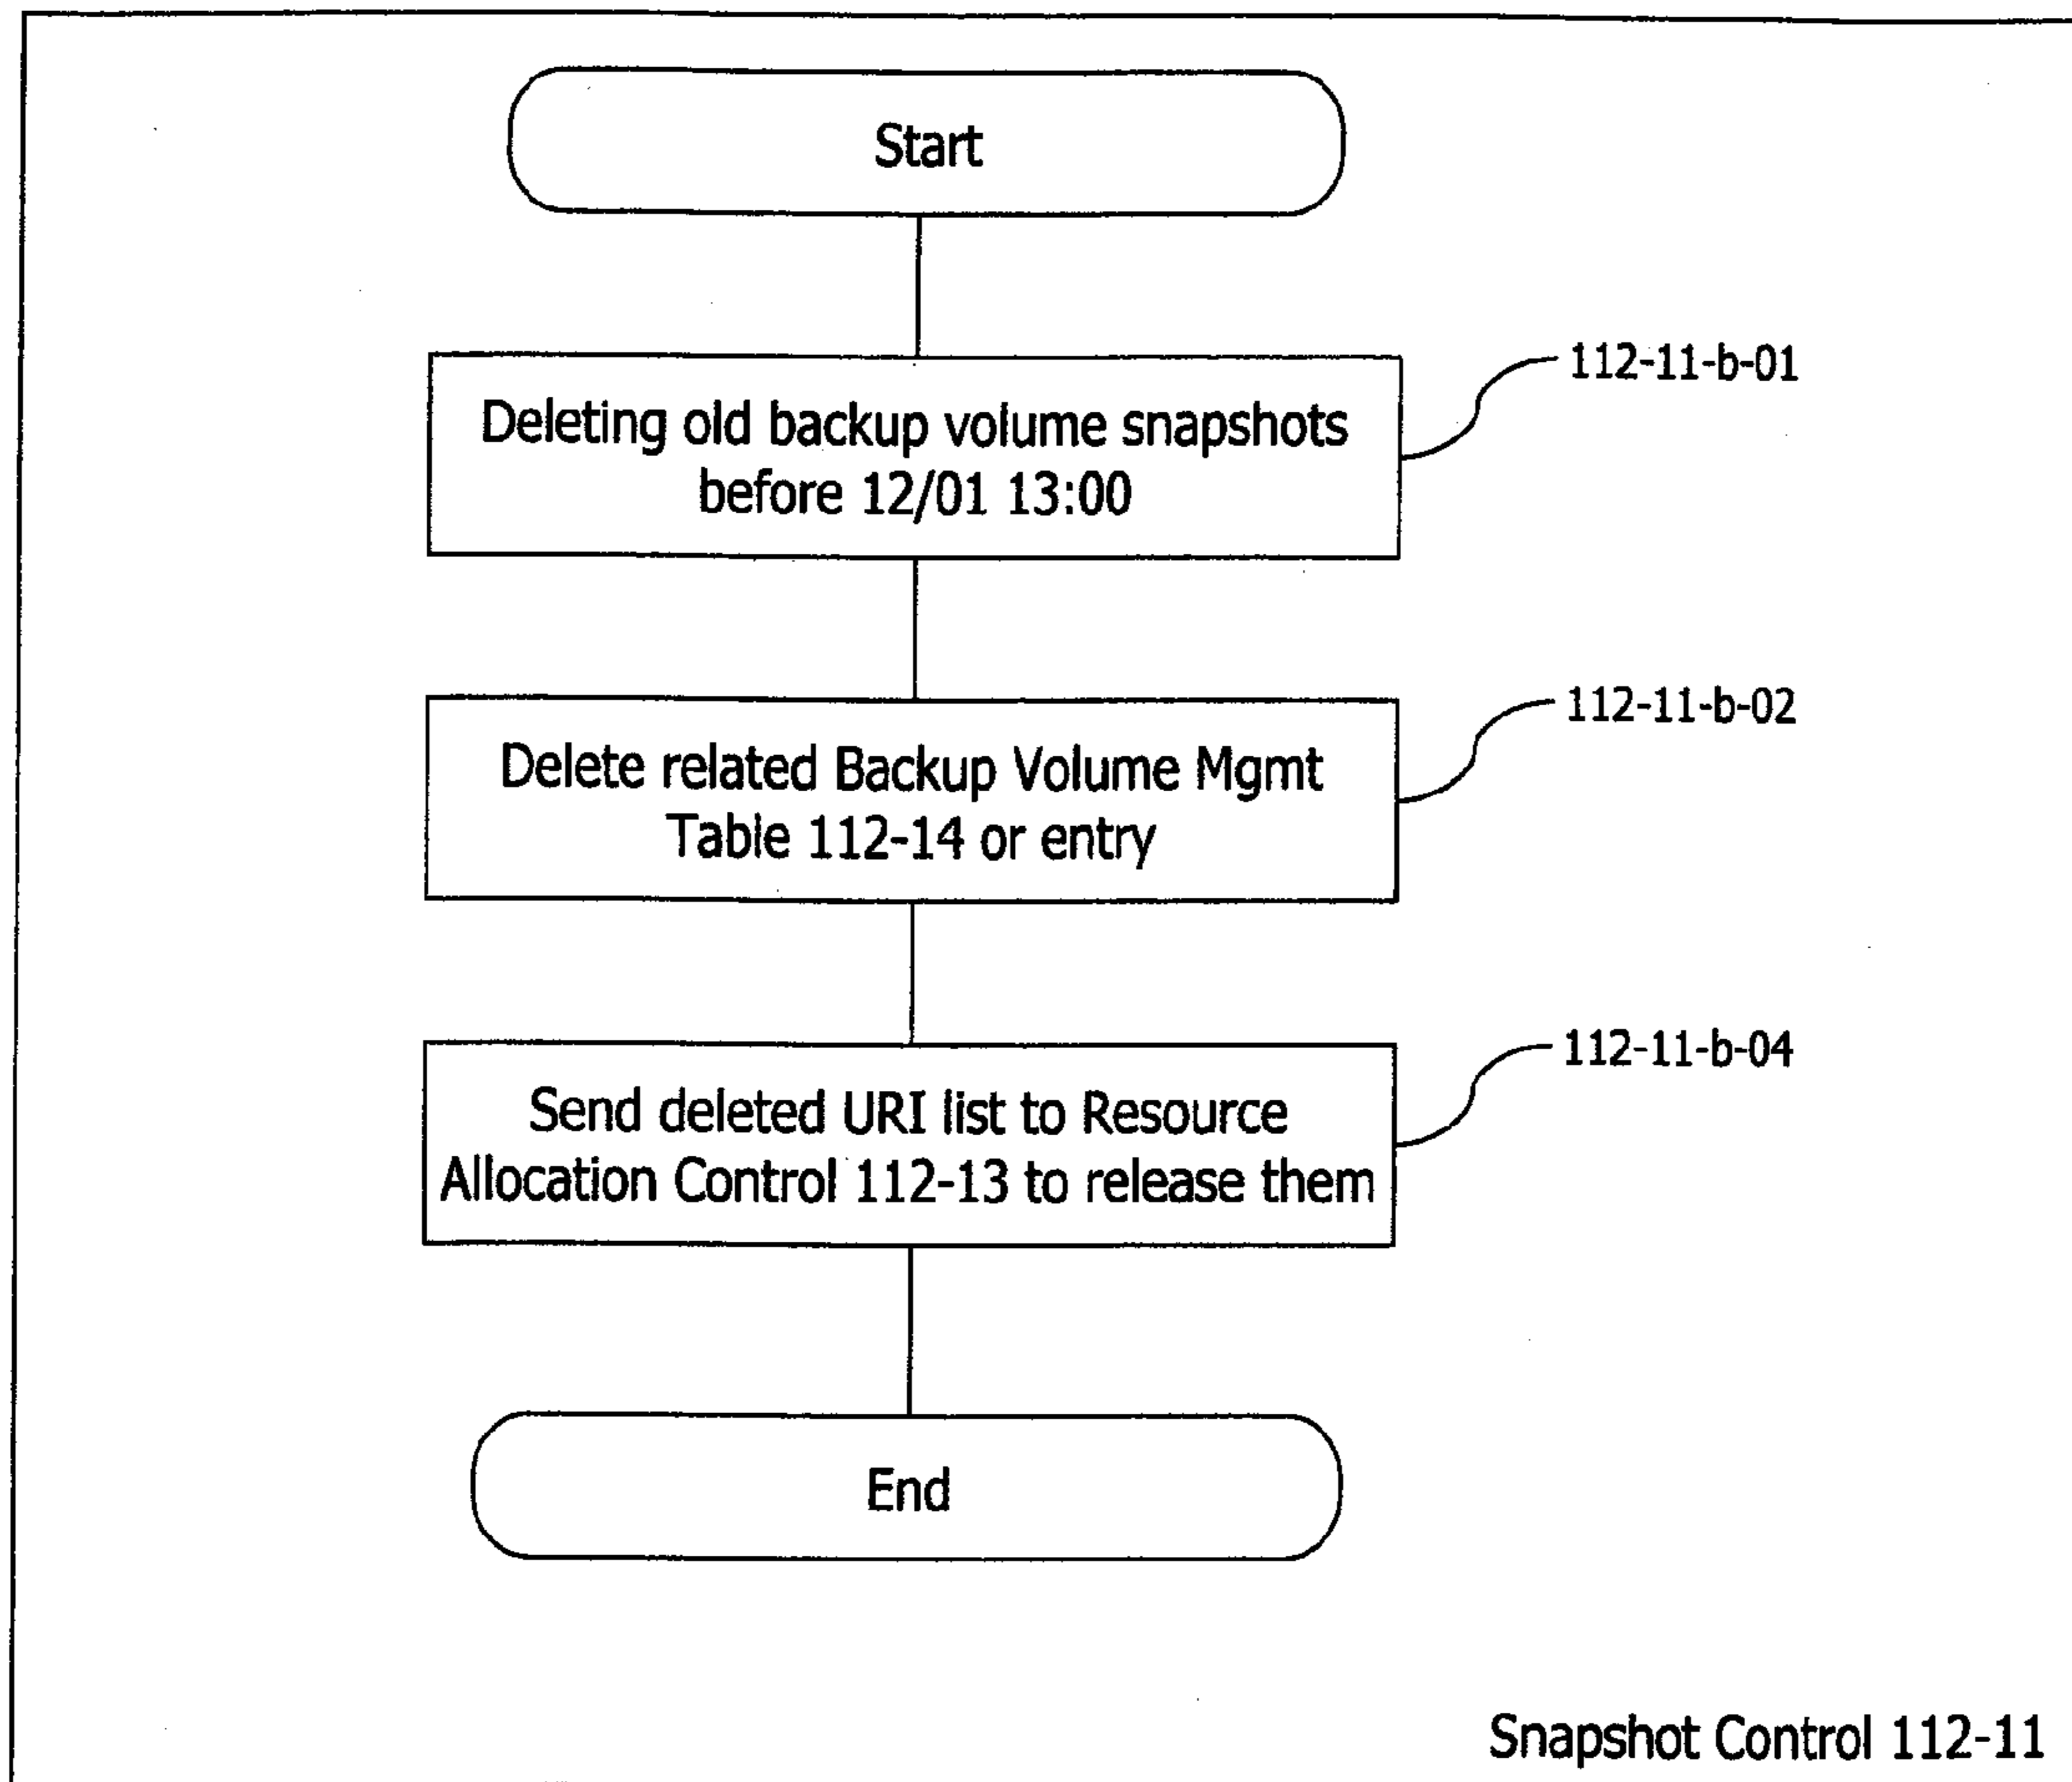 Start
112-11-b-01
Deleting old backup volume snapshots
before 12/01 13:00
112-11-b-02
Delete related Backup Volume Mgmt
Table 112-14 or entry
112-11-b-04
Send deleted URI list to Resource
Allocation Control 112-13 to release them
End
Snapshot Control 112-11